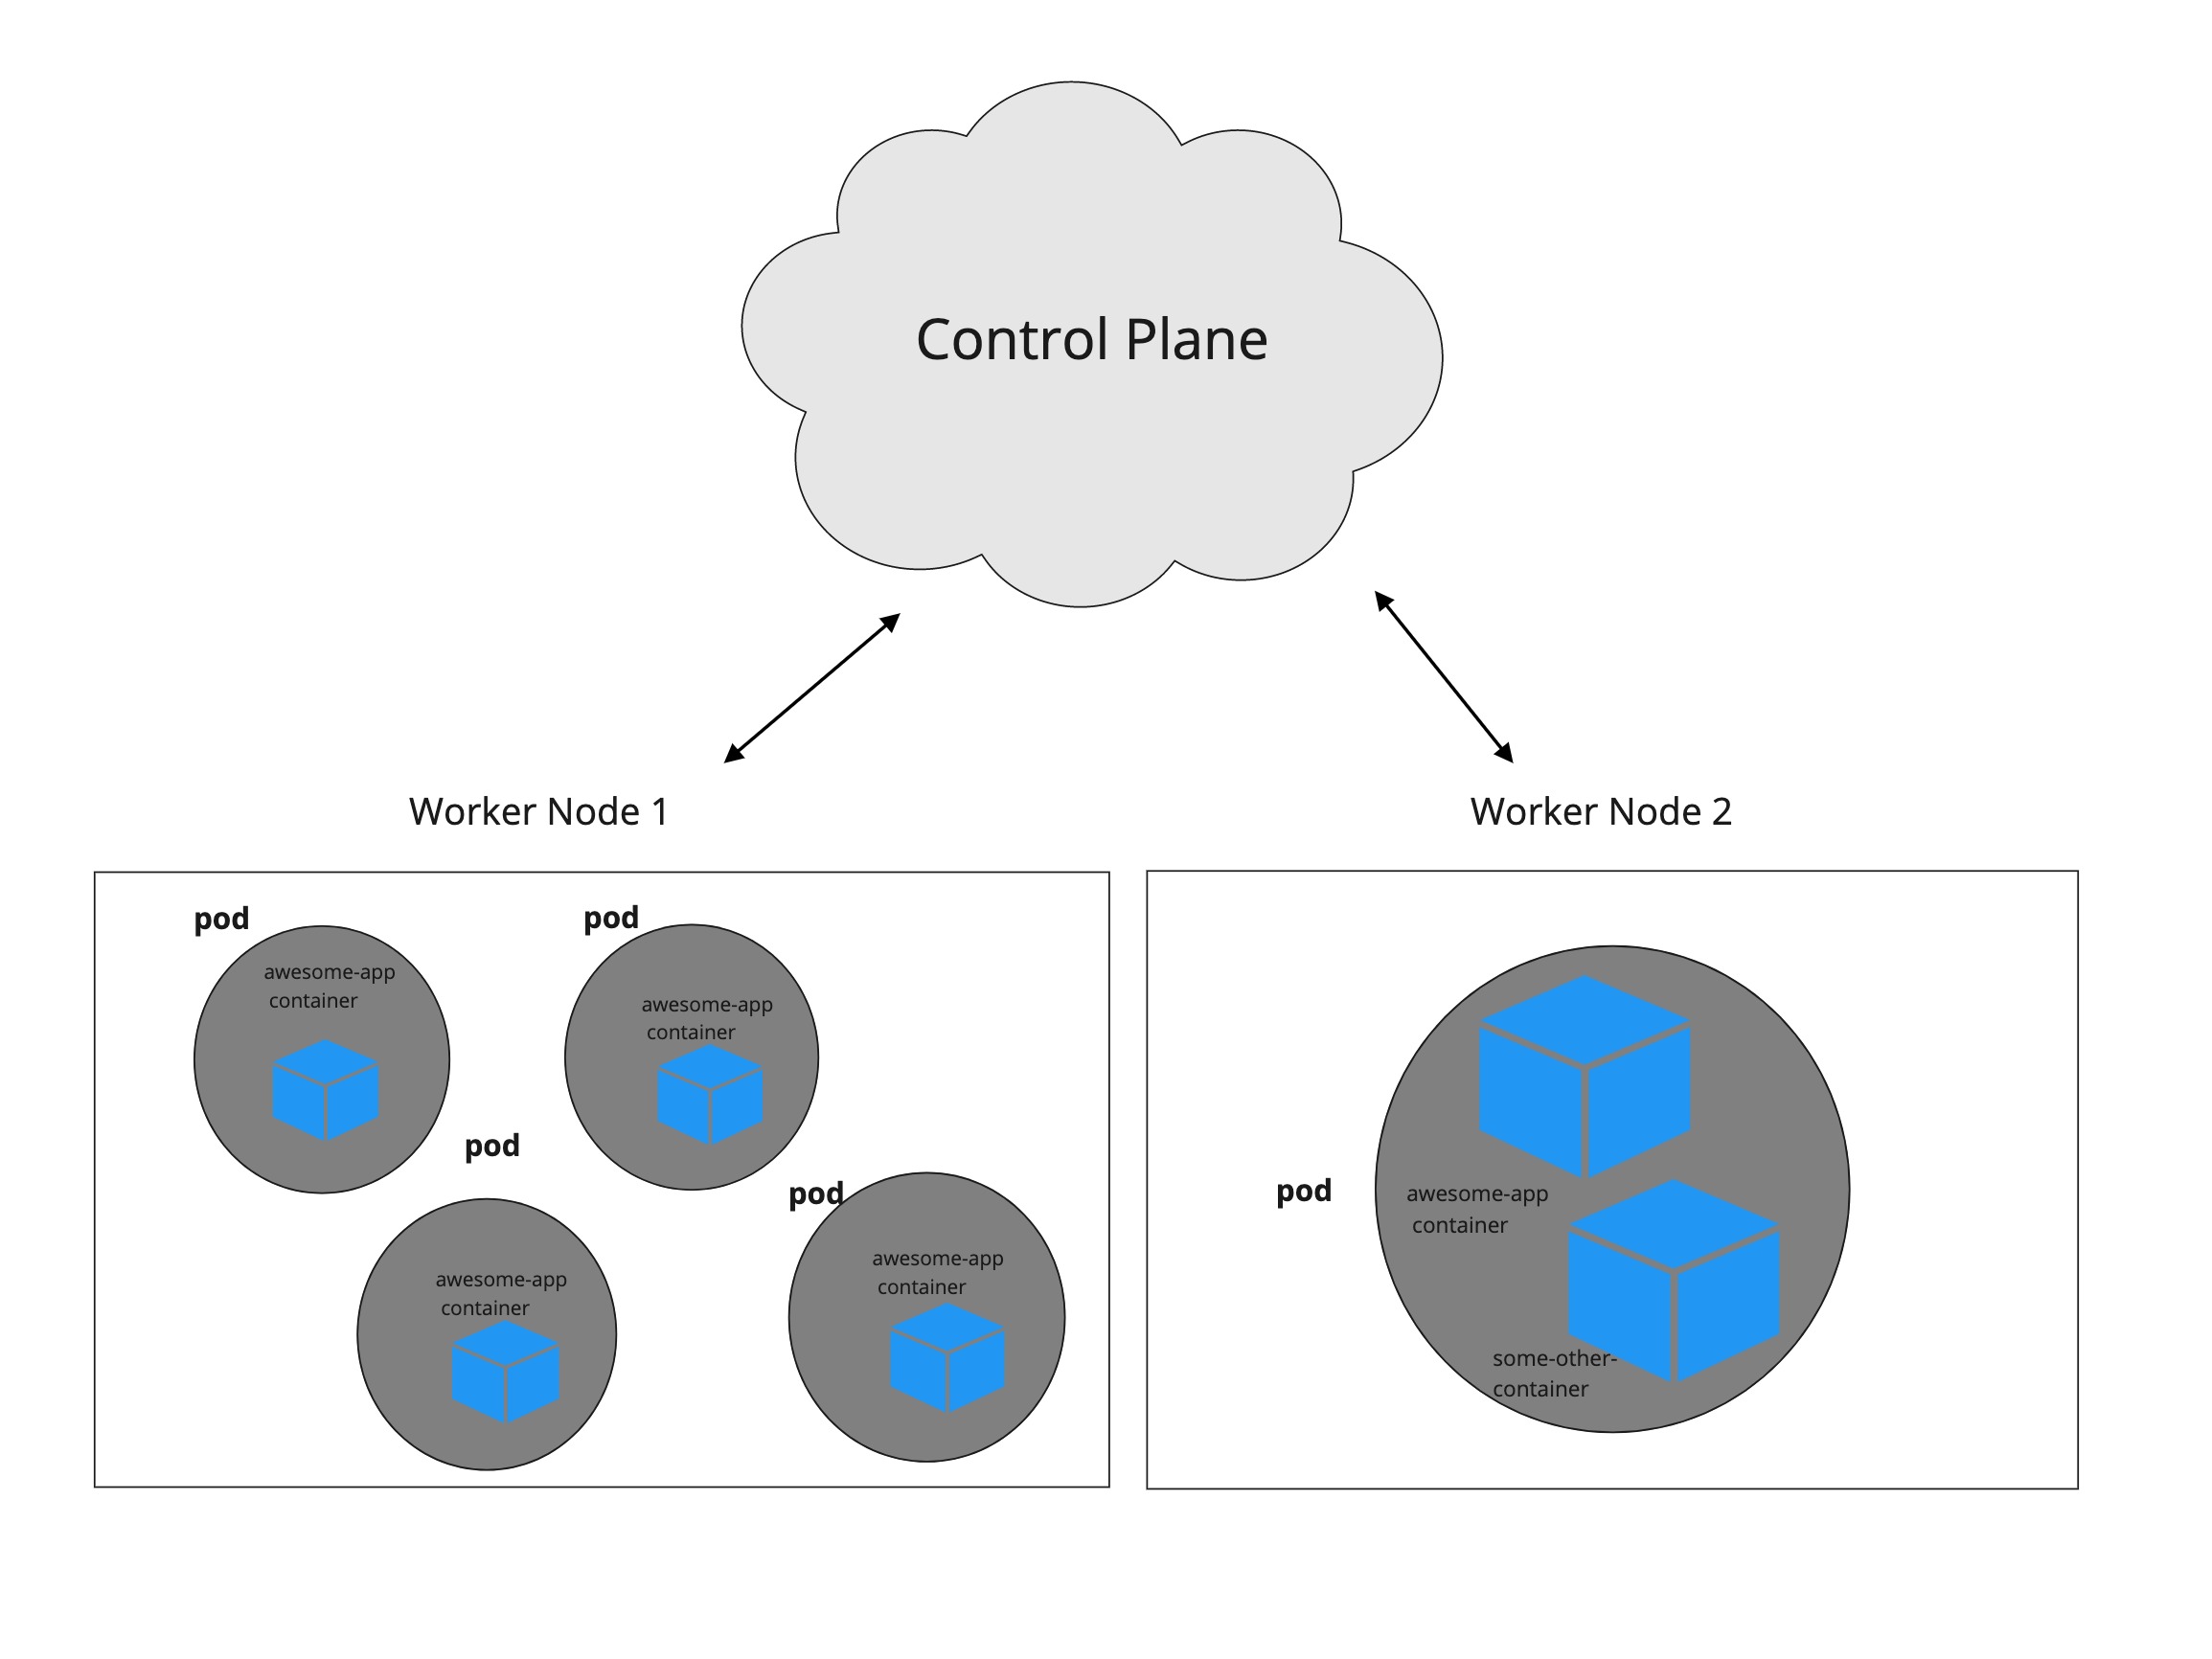 Control Plane
Worker Node 1
Worker Node 2
pod
awesome-app
container
pod
awesome-app
container
pod
awesome-app
container
pod
awesome-app
container
pod
awesome-app
container
some-other-
container